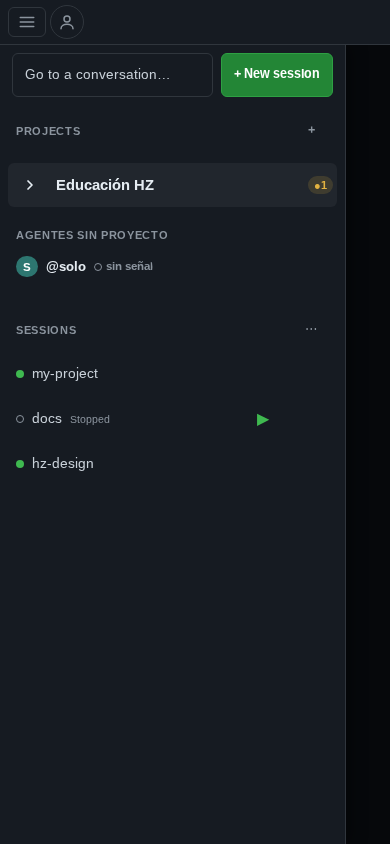 Go to a conversation…
+ New session
PROJECTS +
Educación HZ ●1
AGENTES SIN PROYECTO
S @solo sin señal
SESSIONS ...
my-project
docs Stopped
hz-design